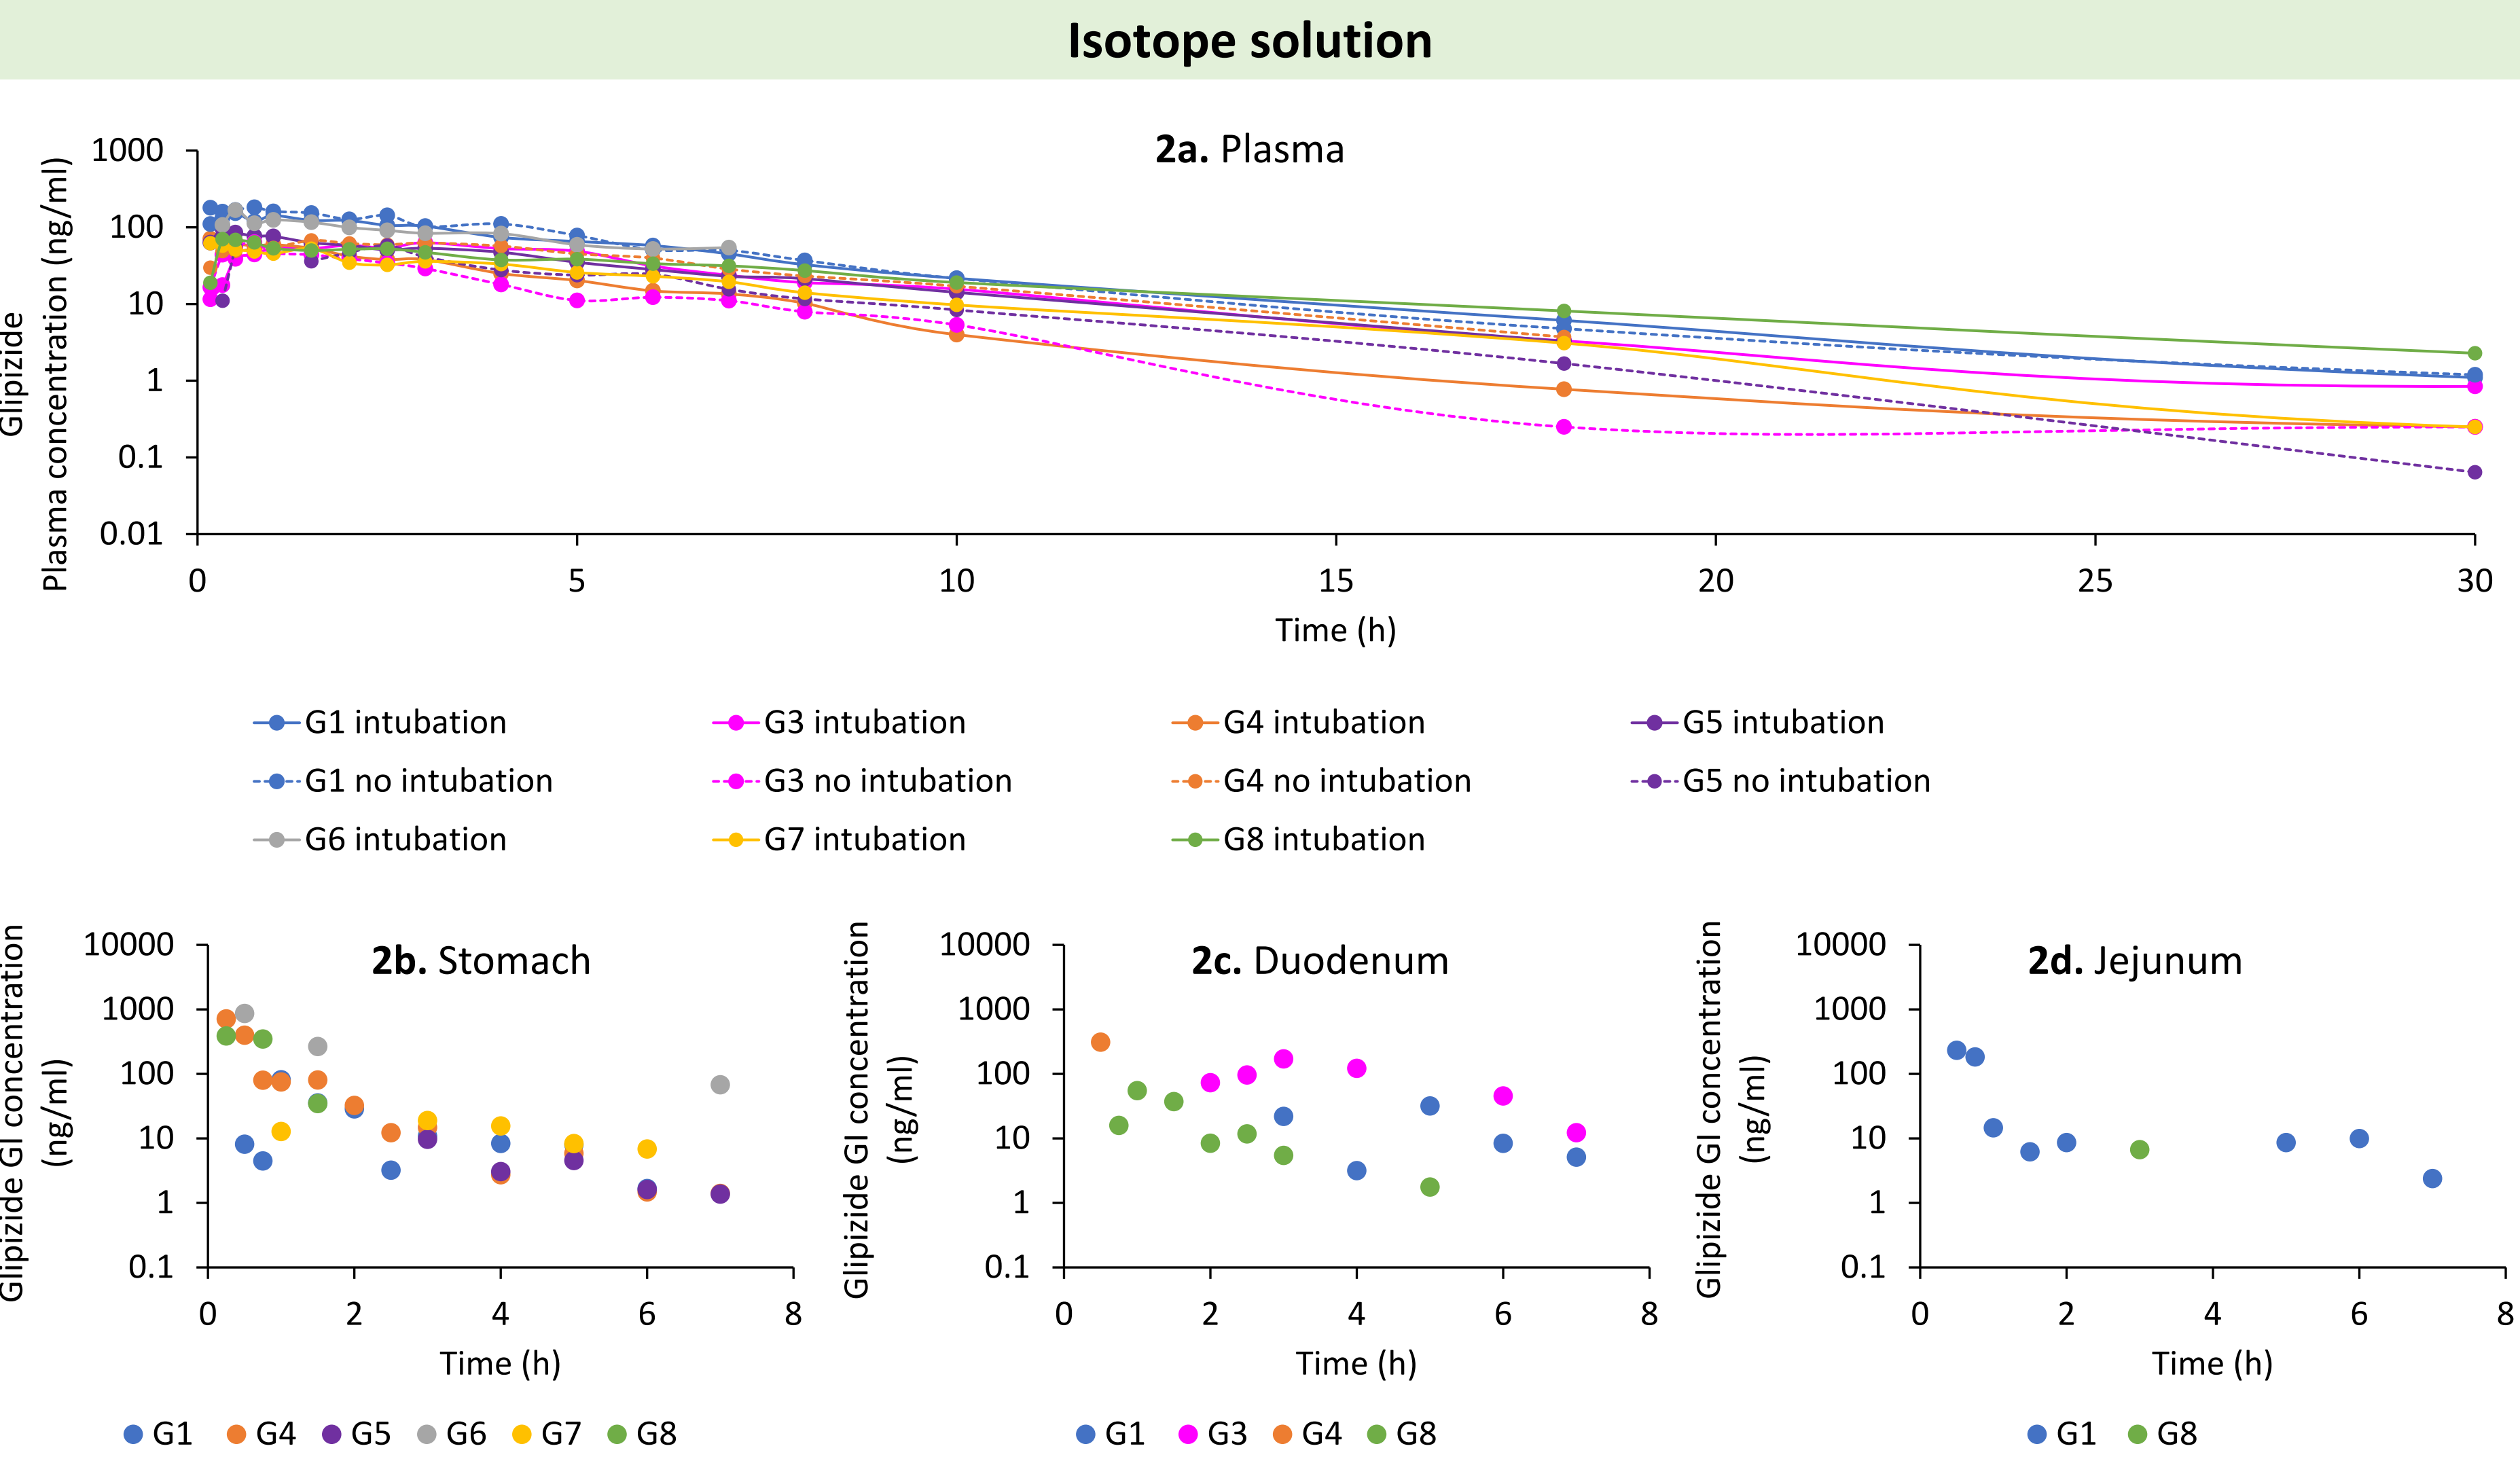 Isotope solution
2a. Plasma
Glipizide
Plasma concentration (ng/ml)
1000
100
10
1
0.1
0.01
0 5 10 15 20 25 30
Time (h)
G1 intubation G3 intubation G4 intubation G5 intubation
G1 no intubation G3 no intubation G4 no intubation G5 no intubation
G6 intubation G7 intubation G8 intubation
2b. Stomach
Glipizide GI concentration
(ng/ml)
10000
1000
100
10
1
0.1
0 2 4 6 8
Time (h)
G1 G4 G5 G6 G7 G8
2c. Duodenum
Glipizide GI concentration
(ng/ml)
10000
1000
100
10
1
0.1
0 2 4 6 8
Time (h)
G1 G3 G4 G8
2d. Jejunum
Glipizide GI concentration
(ng/ml)
10000
1000
100
10
1
0.1
0 2 4 6 8
Time (h)
G1 G8